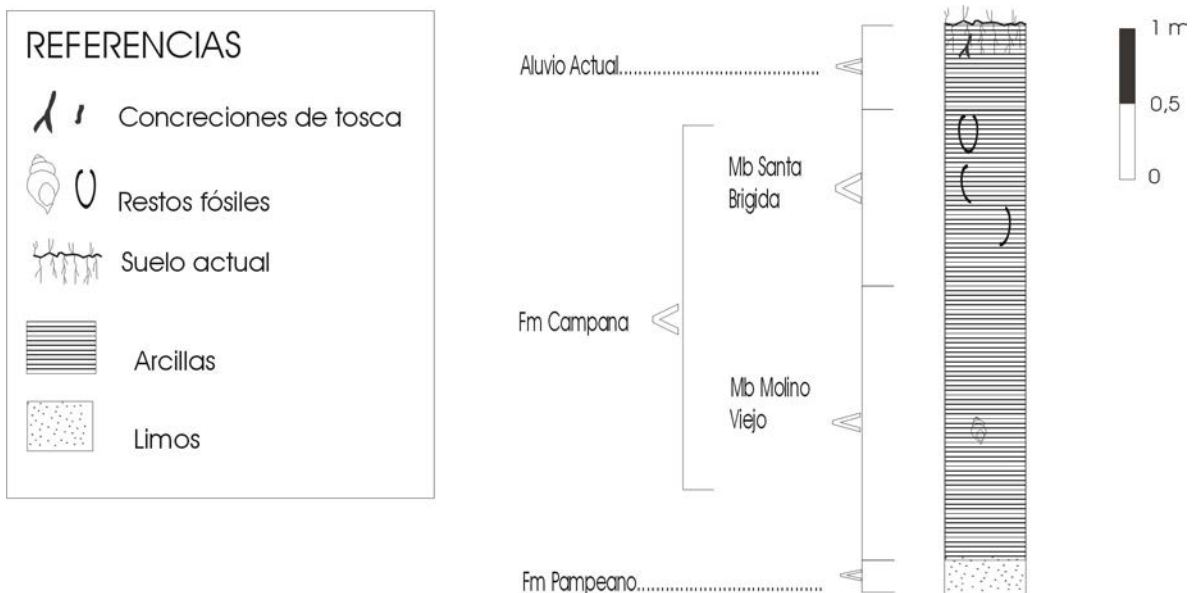 REFERENCIAS
Concreciones de tosca
Restos fósiles
Suelo actual
Arcillas
Limos
Aluvio Actual
Mb Santa
Brigida
Fm Campana
Mb Molino
Viejo
Fm Pampeano
1 m
0,5
0